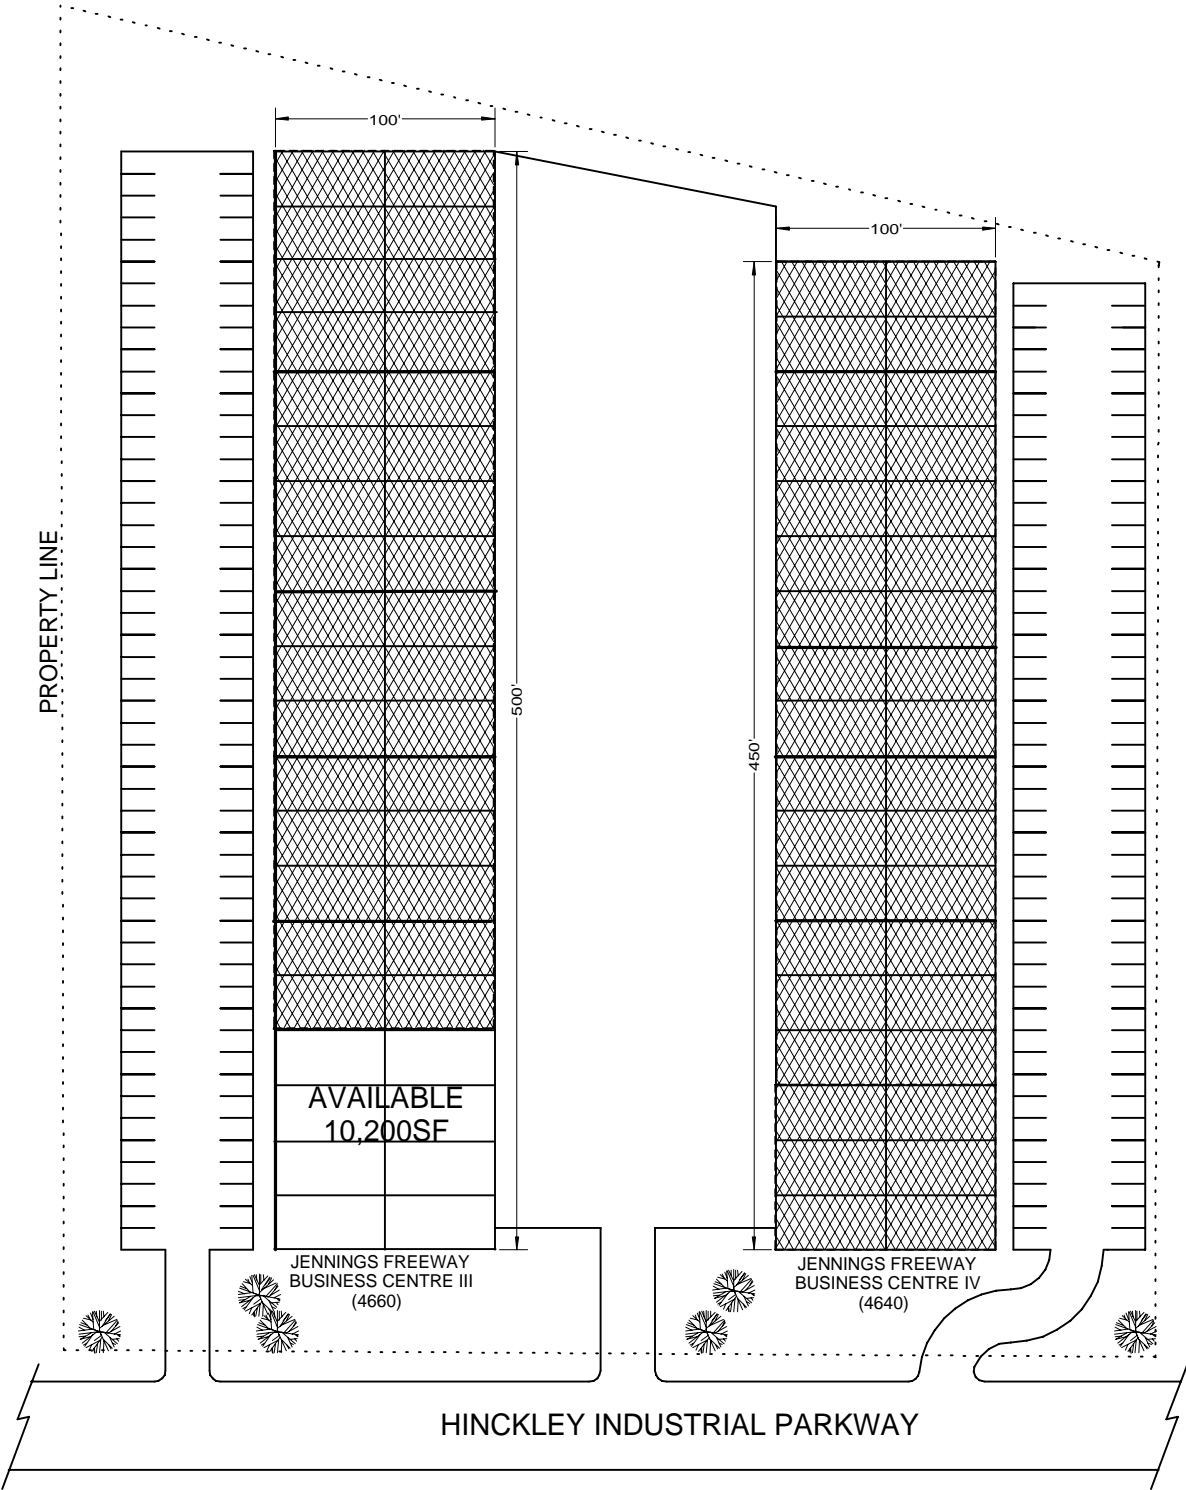 100'
100'
PROPERTY LINE
500'
450'
AVAILABLE
10,200SF
JENNINGS FREEWAY
BUSINESS CENTRE III
(4660)
JENNINGS FREEWAY
BUSINESS CENTRE IV
(4640)
HINCKLEY INDUSTRIAL PARKWAY